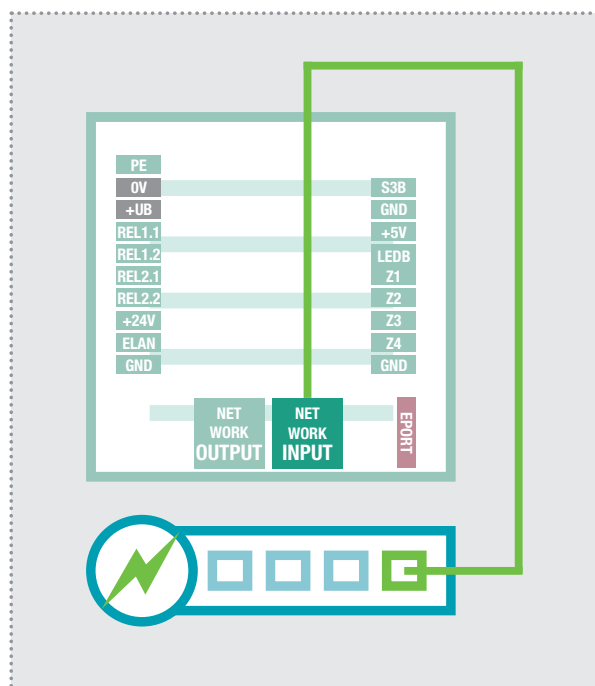 PE
0V
+UB
REL1.1
REL1.2
REL2.1
REL2.2
+24V
ELAN
GND
S3B
GND
+5V
LEDB
Z1
Z2
Z3
Z4
GND
NET
WORK
OUTPUT
NET
WORK
INPUT
EPORT